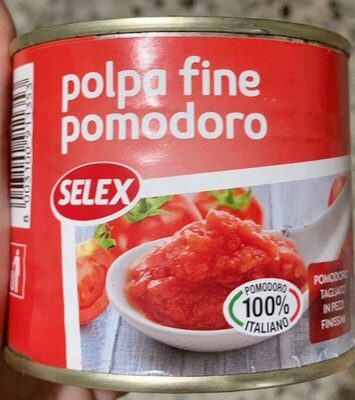 polpa fine
pomodoro
SELEX
POMODORO
100%
ITALIANO
POMODORO
TAGLIATO
IN PEZZI
FINISSIMI